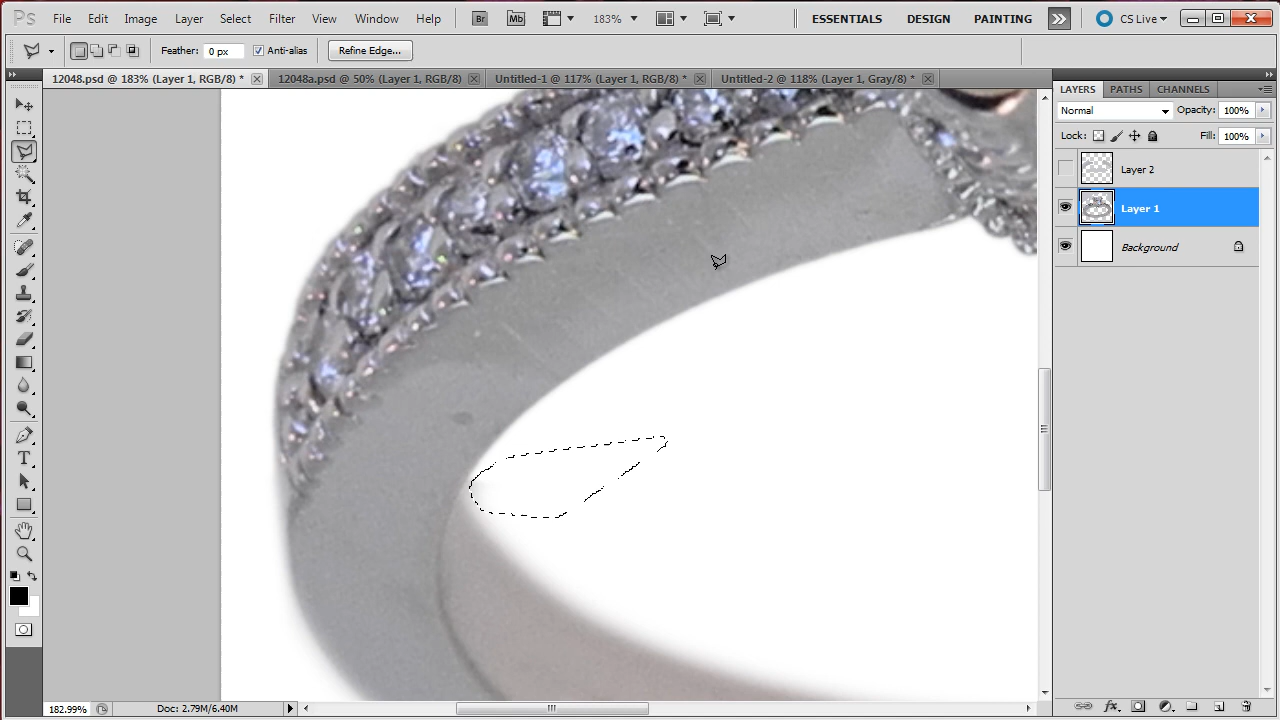 Ps File Edit Image Layer Select Filter View Window Help Br Mb 183% ESSENTIALS DESIGN PAINTING CS Live
Feather: 0 px Anti-alias Refine Edge...
12048.psd @ 183% (Layer 1, RGB/8) * 12048a.psd @ 50% (Layer 1, RGB/8) Untitled-1 @ 117% (Layer 1, RGB/8) * Untitled-2 @ 118% (Layer 1, Gray/8) *
LAYERS PATHS CHANNELS
Normal Opacity: 100%
Lock: Fill: 100%
Layer 2
Layer 1
Background
T
182.99% Doc: 2.79M/6.40M
fx